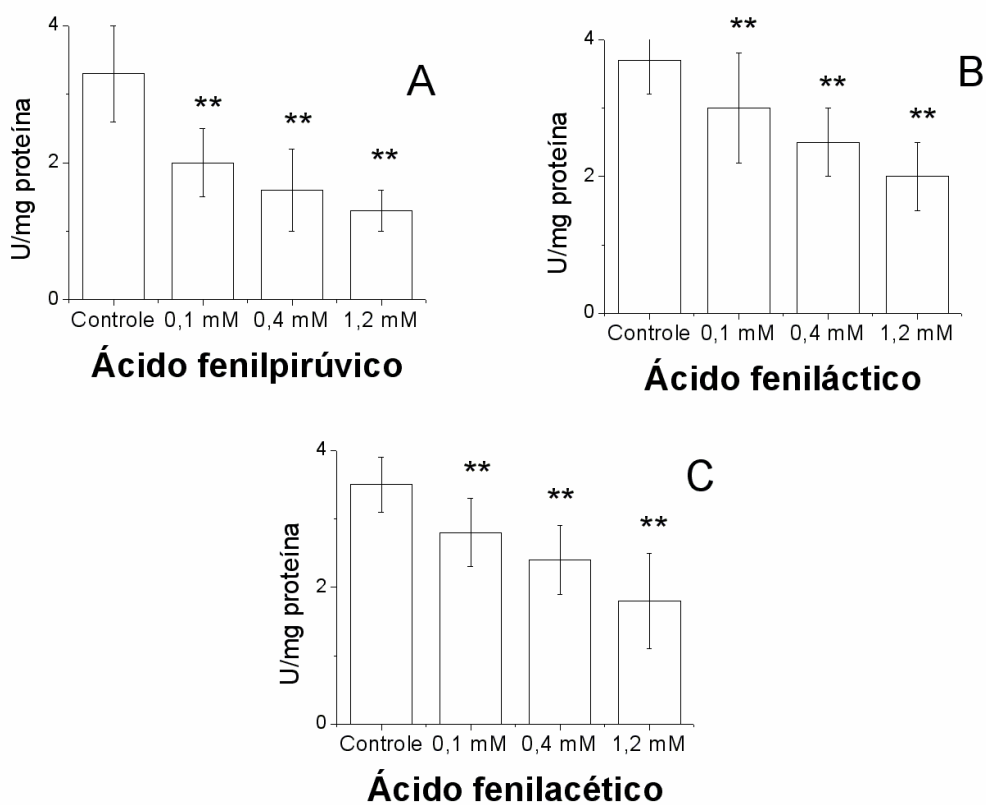 A
4
2
0
U/mg proteína
**
**
**
Controle 0,1 mM 0,4 mM 1,2 mM
Ácido fenilpirúvico
B
4
2
0
U/mg proteína
**
**
**
Controle 0,1 mM 0,4 mM 1,2 mM
Ácido feniláctico
C
4
2
0
U/mg proteína
**
**
**
Controle 0,1 mM 0,4 mM 1,2 mM
Ácido fenilacético